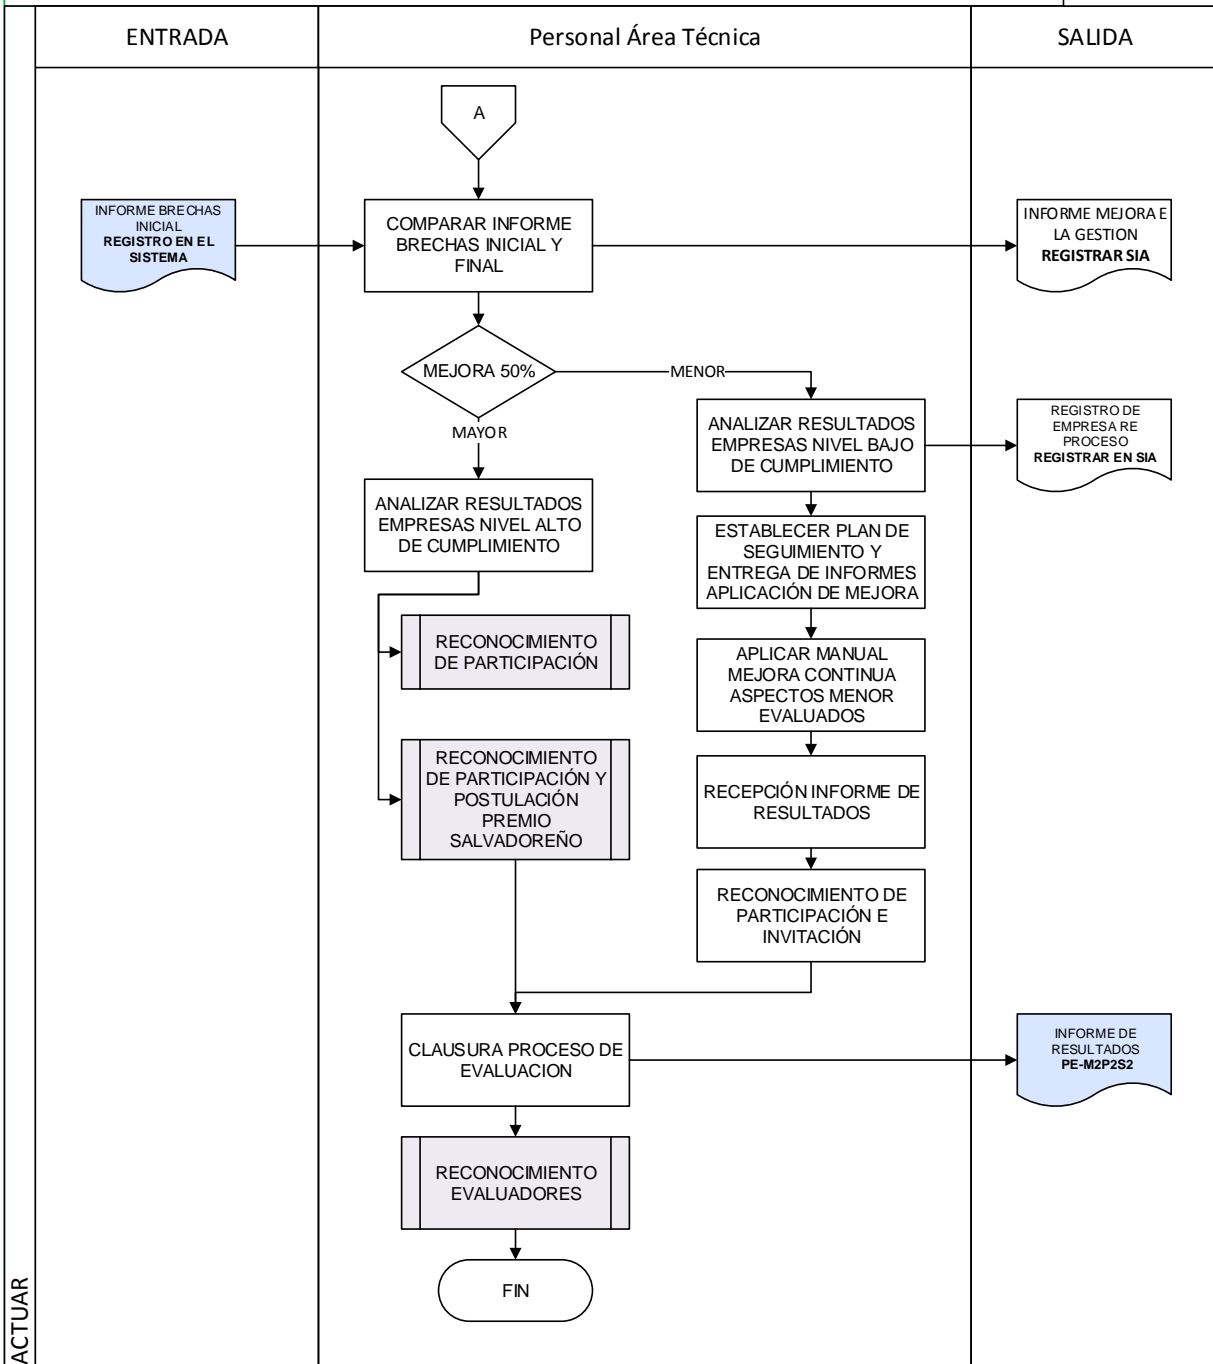 ENTRADA
Personal Área Técnica
SALIDA
A
INFORME BRECHAS
INICIAL
REGISTRO EN EL
SISTEMA
COMPARAR INFORME
BRECHAS INICIAL Y
FINAL
INFORME MEJORA E
LA GESTION
REGISTRAR SIA
MEJORA 50%
MENOR
MAYOR
ANALIZAR RESULTADOS
EMPRESAS NIVEL BAJO
DE CUMPLIMIENTO
REGISTRO DE
EMPRESA RE
PROCESO
REGISTRAR EN SIA
ANALIZAR RESULTADOS
EMPRESAS NIVEL ALTO
DE CUMPLIMIENTO
ESTABLECER PLAN DE
SEGUIMIENTO Y
ENTREGA DE INFORMES
APLICACIÓN DE MEJORA
RECONOCIMIENTO
DE PARTICIPACIÓN
APLICAR MANUAL
MEJORA CONTINUA
ASPECTOS MENOR
EVALUADOS
RECONOCIMIENTO
DE PARTICIPACIÓN Y
POSTULACIÓN
PREMIO
SALVADOREÑO
RECEPCIÓN INFORME DE
RESULTADOS
RECONOCIMIENTO DE
PARTICIPACIÓN E
INVITACIÓN
CLAUSURA PROCESO DE
EVALUACION
INFORME DE
RESULTADOS
PE-M2P2S2
RECONOCIMIENTO
EVALUADORES
FIN
ACTUAR